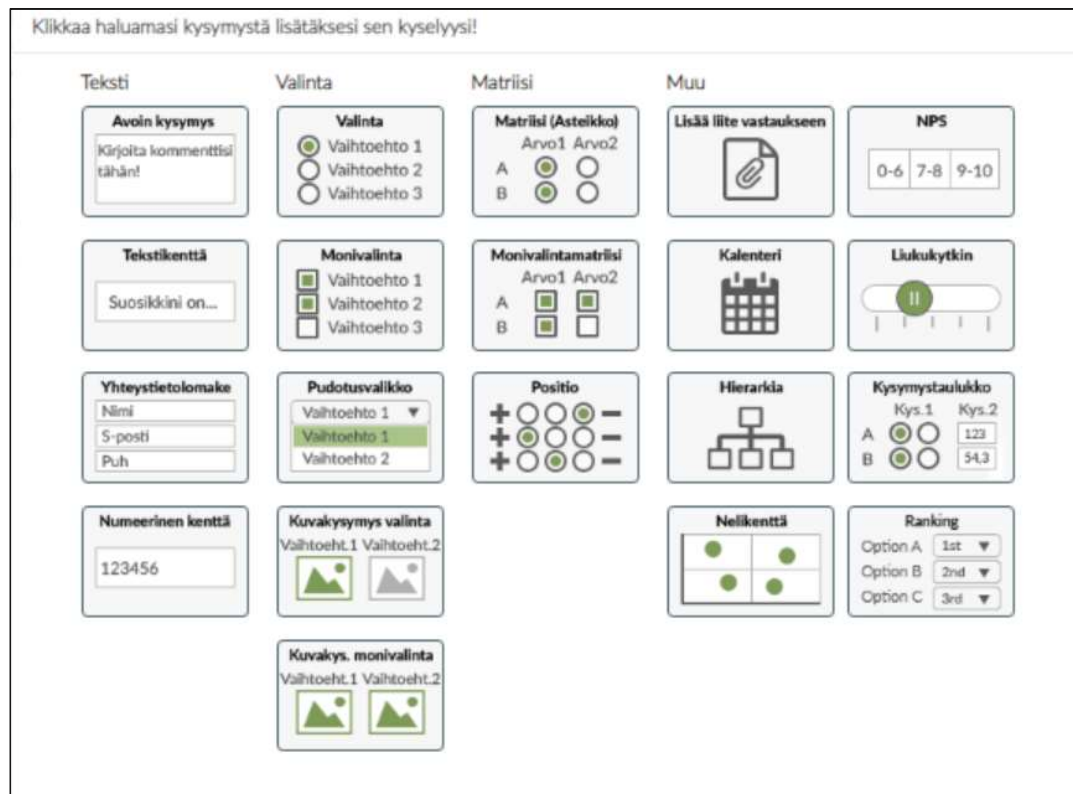 Klikkaa haluamasi kysymystä lisätäksesi sen kyselyysi!
Teksti
Valinta
Matriisi
Muu
Avoin kysymys
Kirjoita kommenttisi
tähän!
Valinta
Vaihtoehto 1
Vaihtoehto 2
Vaihtoehto 3
Matriisi (Asteikko)
Arvo1 Arvo2
A
B
Lisää liite vastaukseen
NPS
0-6 7-8 9-10
Tekstikenttä
Suosikkini on...
Monivalinta
Vaihtoehto 1
Vaihtoehto 2
Vaihtoehto 3
Monivalintamatriisi
Arvo1 Arvo2
A
B
Kalenteri
Liukukytkin
Yhteystietolomake
Nimi
S-posti
Puh
Pudotusvalikko
Vaihtoehto 1
Vaihtoehto 1
Vaihtoehto 2
Positio
Hierarkia
Kysymystaulukko
Kys.1 Kys.2
A 123
B 54,3
Numeerinen kenttä
123456
Kuvakysymys valinta
Vaihtoeht.1 Vaihtoeht.2
Nelikenttä
Ranking
Option A 1st
Option B 2nd
Option C 3rd
Kuvakys. monivalinta
Vaihtoeht.1 Vaihtoeht.2